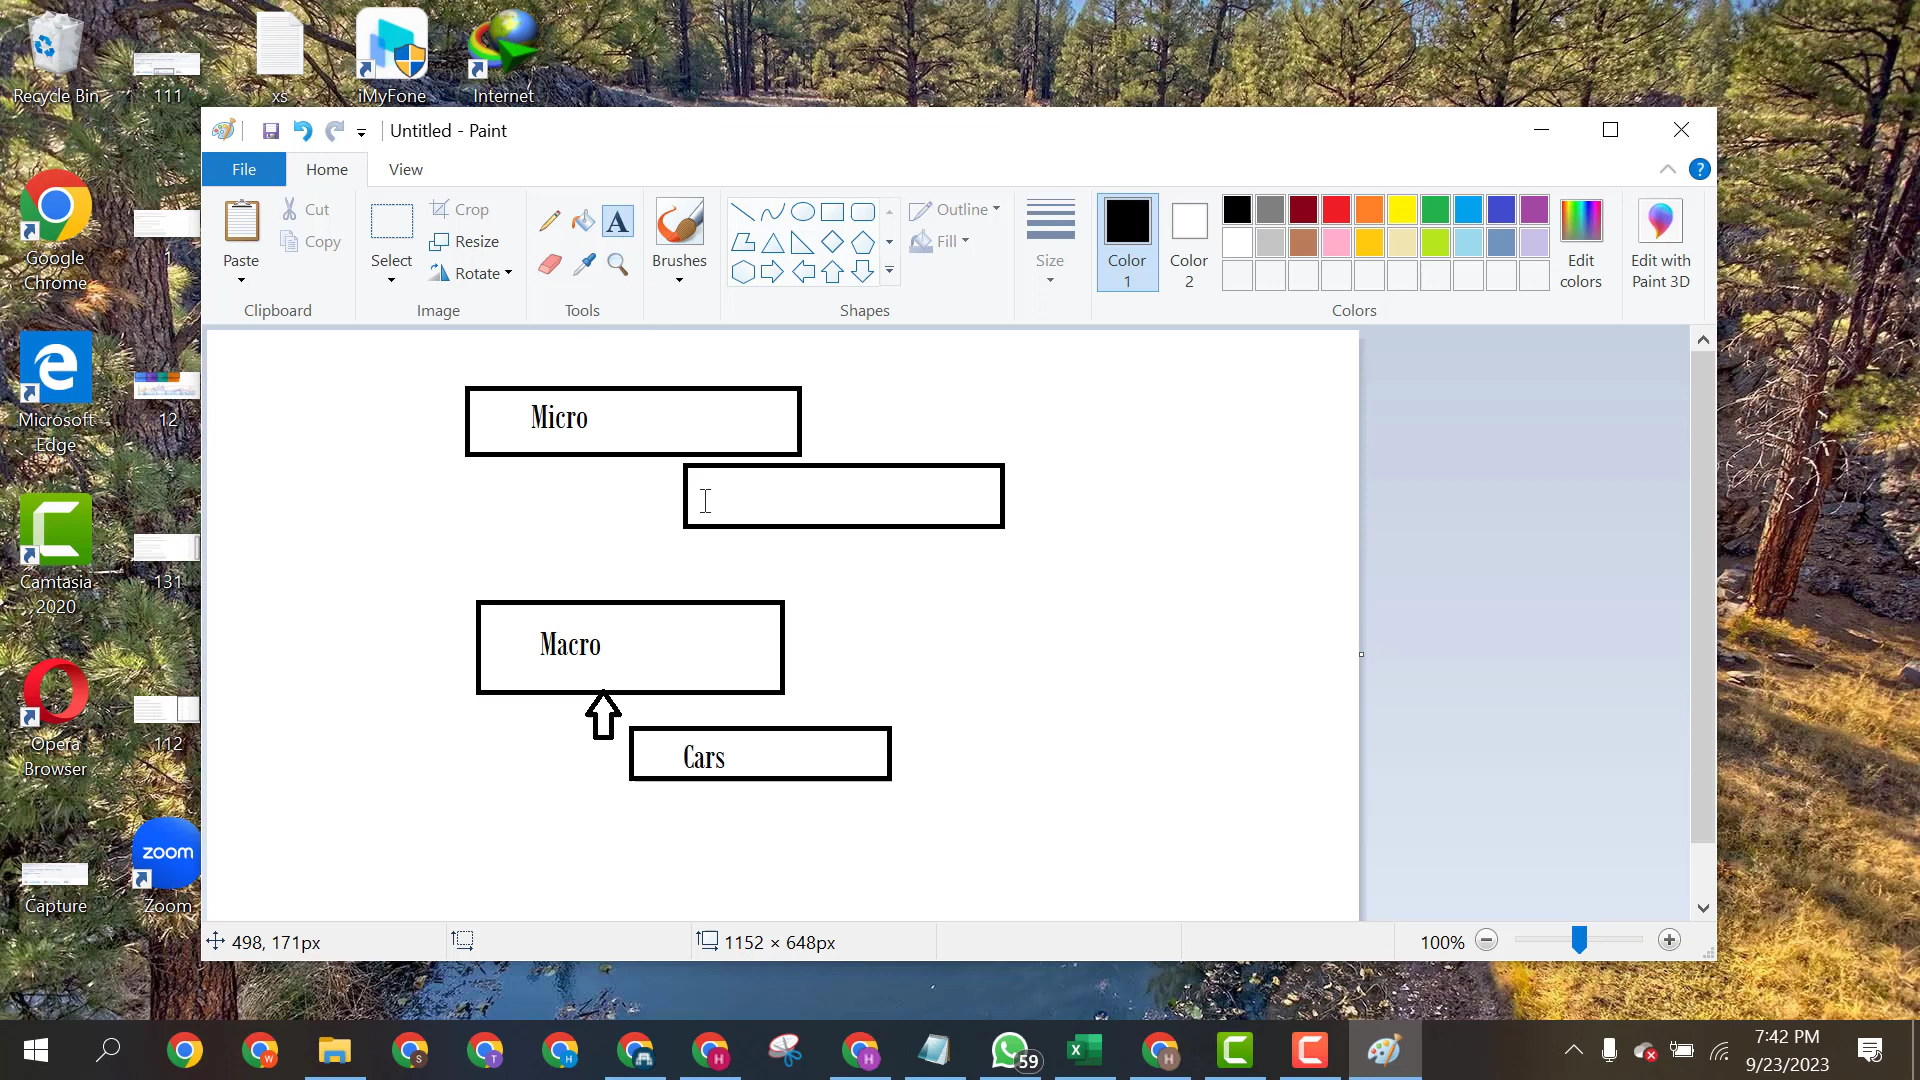 Recycle Bin
111
xs
iMyFone
Internet
Untitled - Paint
File
Home
View
?
Paste
Cut
Copy
Clipboard
Select
Crop
Resize
Rotate
Image
A
Tools
Brushes
Shapes
Outline
Fill
Size
Color
1
Color
2
Edit
colors
Colors
Edit with
Paint 3D
Google
Chrome
1
Microsoft
Edge
12
Camtasia
2020
131
Opera
Browser
112
Capture
zoom
Zoom
Micro
Macro
Cars
498, 171px
1152 × 648px
100%
W
S
T
H
H
H
59
X
H
7:42 PM
9/23/2023